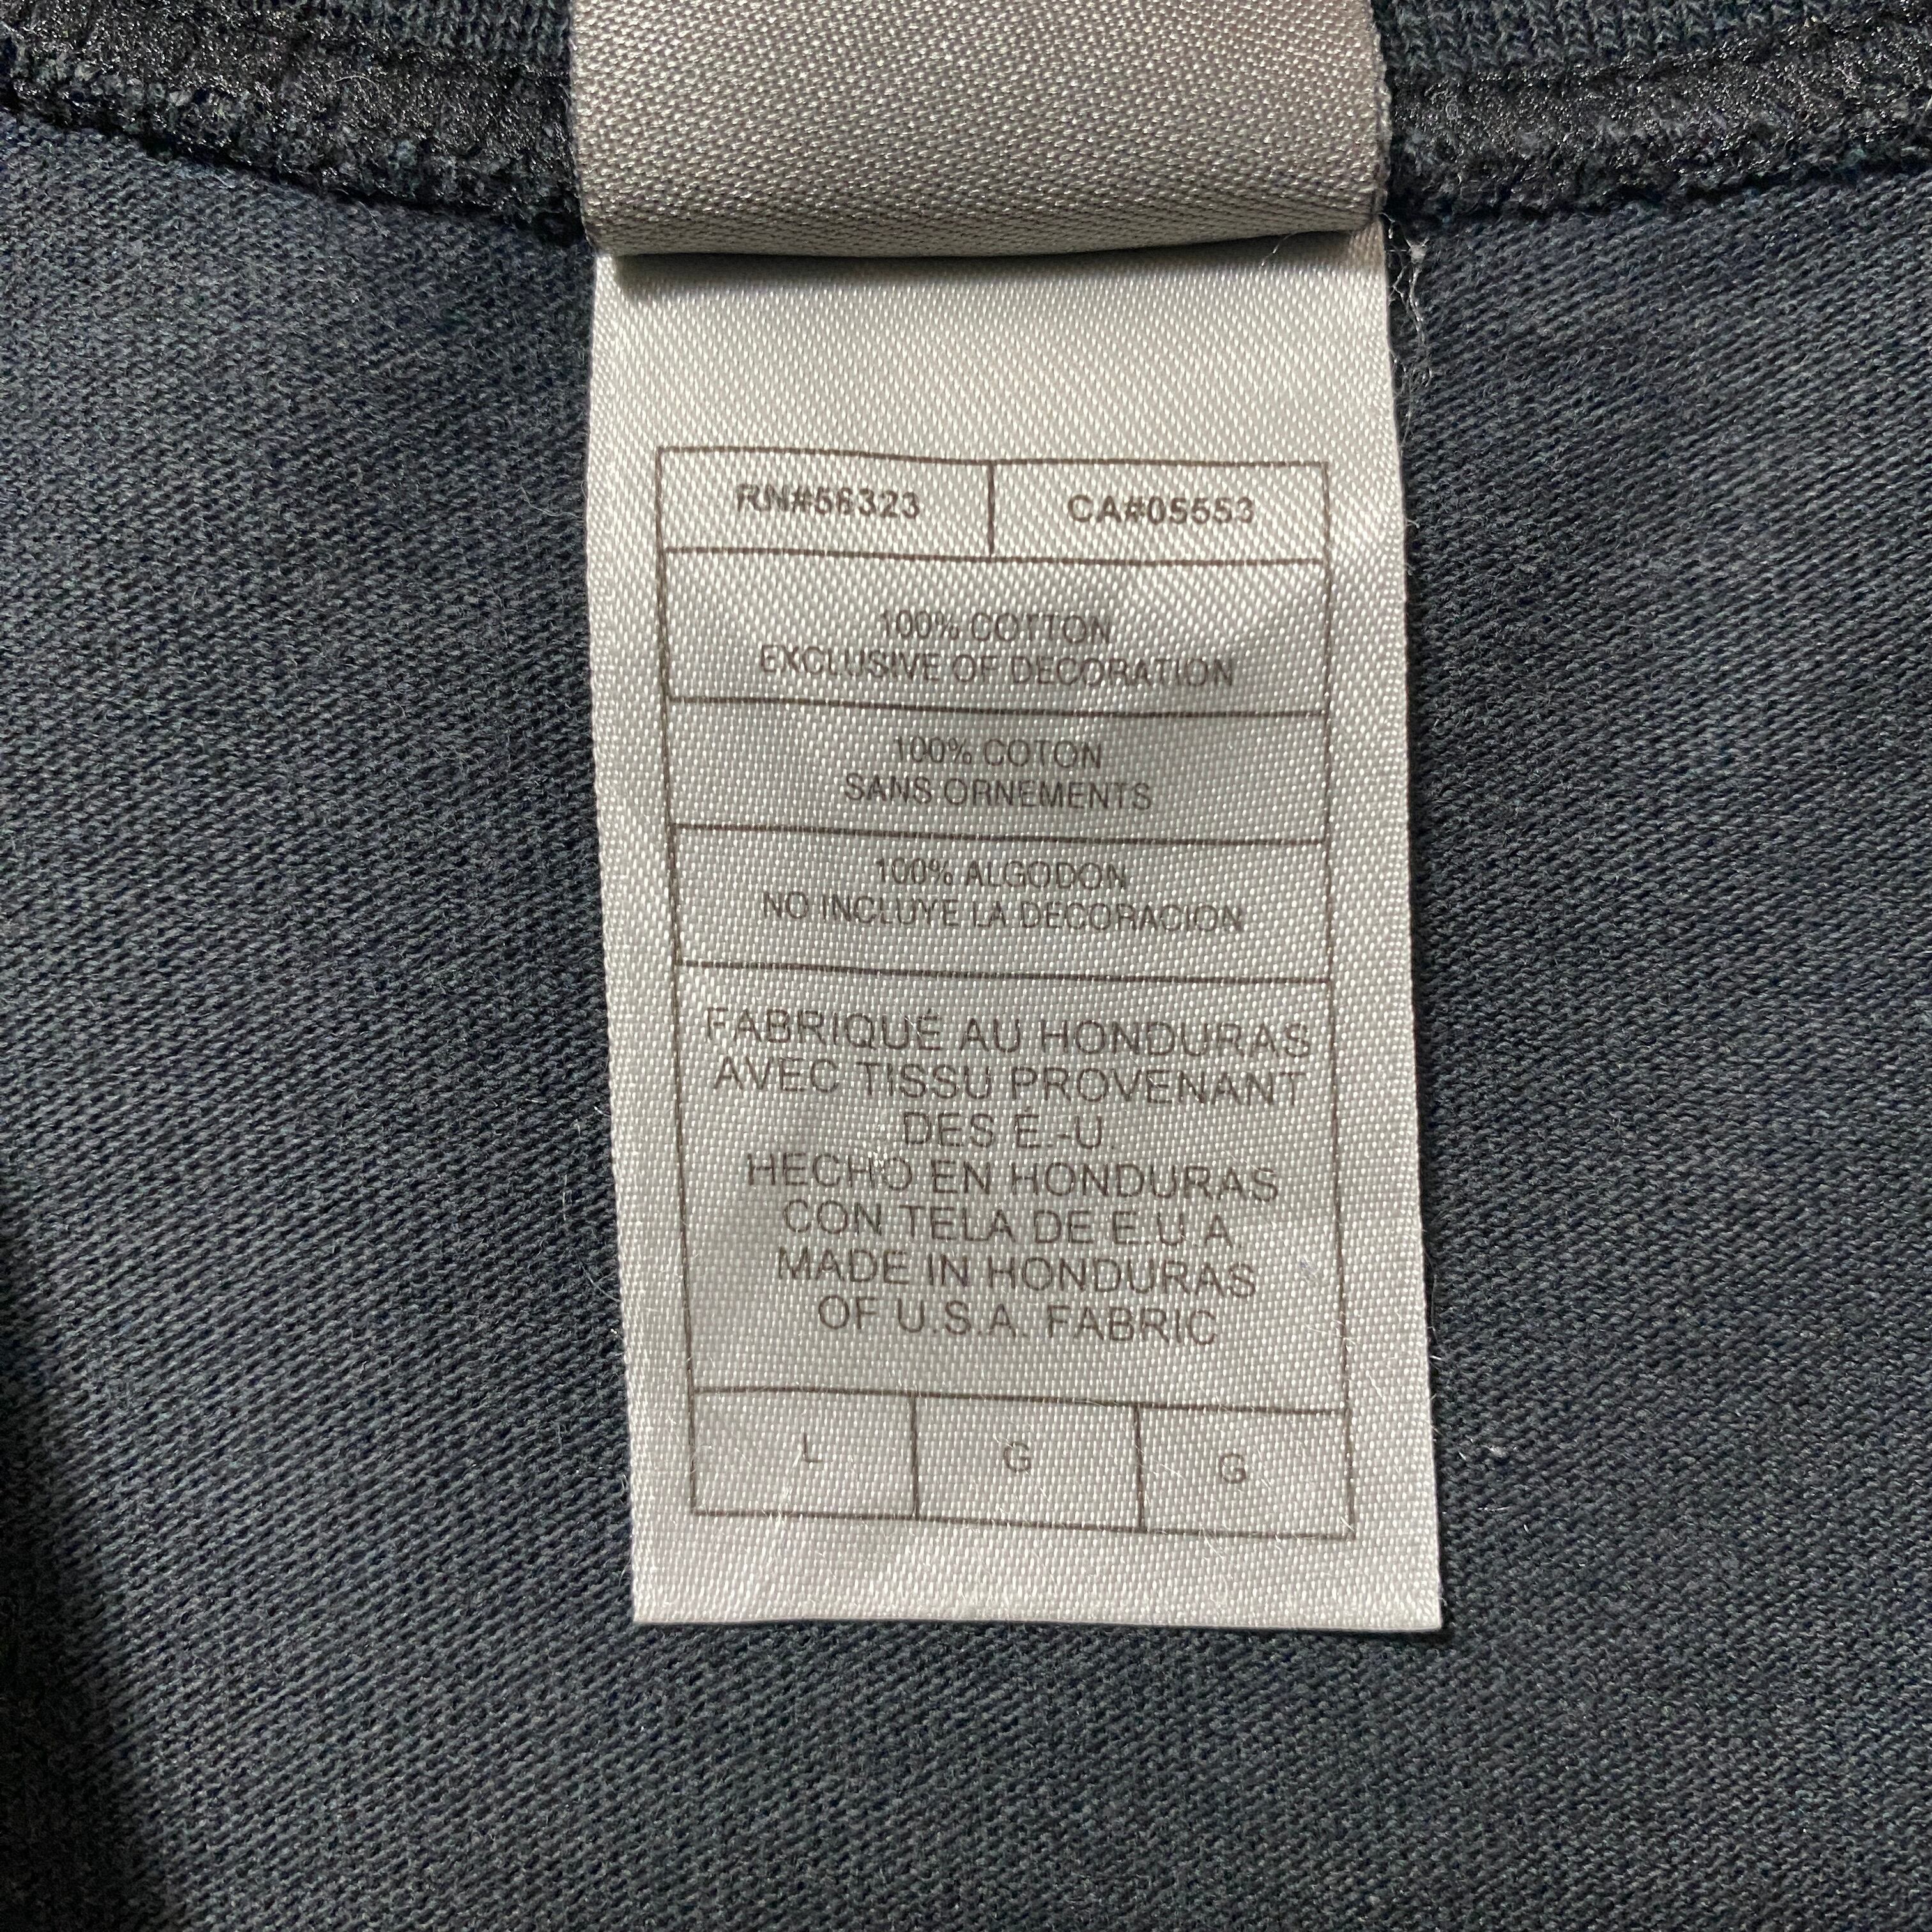 RN#56323 CA#05553
100% COTTON
EXCLUSIVE OF DECORATION
100% COTON
SANS ORNEMENTS
100% ALGODON
NO INCLUYE LA DECORACION
FABRIQUÉ AU HONDURAS
AVEC TISSU PROVENANT
DES É.-U.
HECHO EN HONDURAS
CON TELA DE E.U.A.
MADE IN HONDURAS
OF U.S.A. FABRIC
L G G